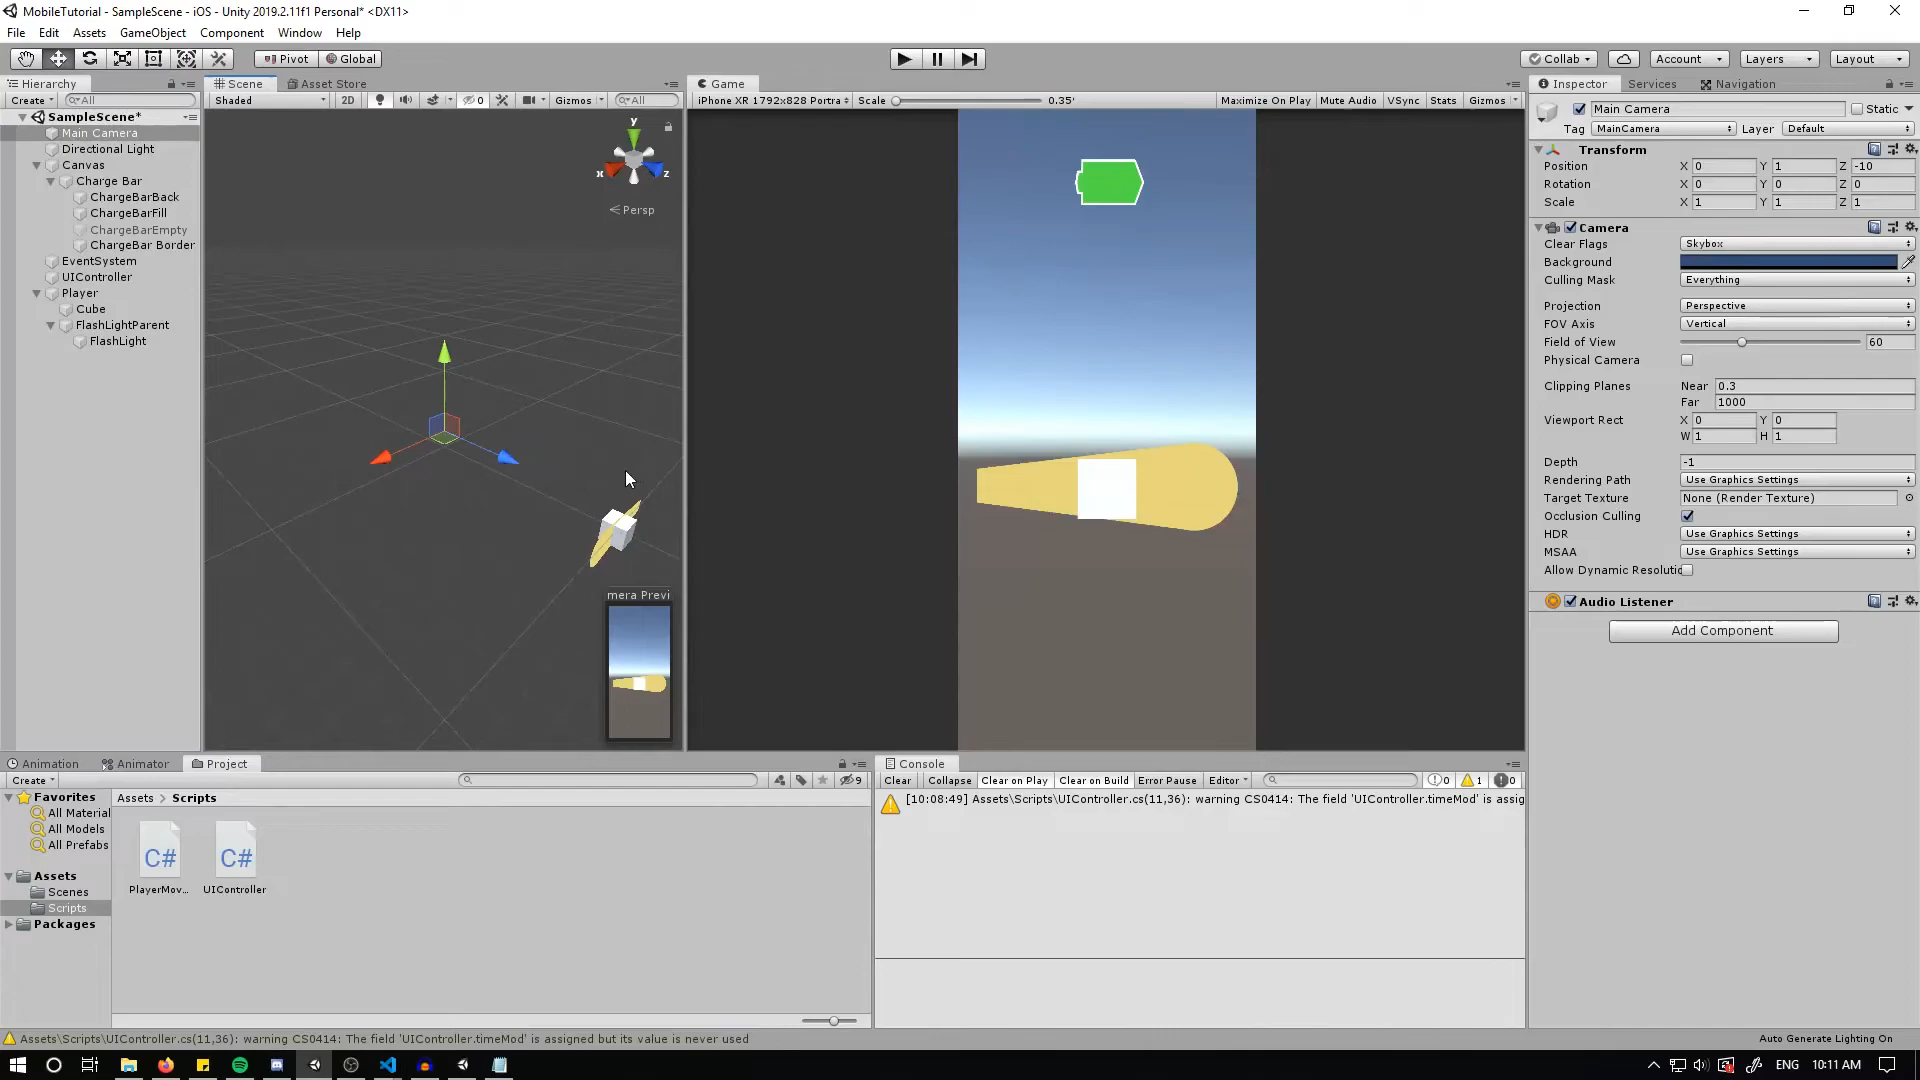 MobileTutorial - SampleScene - iOS - Unity 2019.2.11f1 Personal* <DX11>
File Edit Assets GameObject Component Window Help
Pivot Global Collab Account Layers Layout
Hierarchy
Create All
SampleScene*
Main Camera
Directional Light
Canvas
Charge Bar
ChargeBarBack
ChargeBarFill
ChargeBarEmpty
ChargeBar Border
EventSystem
UIController
Player
Cube
FlashLightParent
FlashLight
Scene Asset Store
Shaded 2D 0 Gizmos All
y
x z
Persp
mera Previ
Game
iPhone XR 1792x828 Portra Scale 0.35' Maximize On Play Mute Audio VSync Stats Gizmos
Inspector Services Navigation
Main Camera Static
Tag MainCamera Layer Default
Transform
Position X 0 Y 1 Z -10
Rotation X 0 Y 0 Z 0
Scale X 1 Y 1 Z 1
Camera
Clear Flags Skybox
Background
Culling Mask Everything
Projection Perspective
FOV Axis Vertical
Field of View 60
Physical Camera
Clipping Planes Near 0.3
Far 1000
Viewport Rect X 0 Y 0
W 1 H 1
Depth -1
Rendering Path Use Graphics Settings
Target Texture None (Render Texture)
Occlusion Culling
HDR Use Graphics Settings
MSAA Use Graphics Settings
Allow Dynamic Resolutic
Audio Listener
Add Component
Animation Animator Project
Create 9
Favorites
All Material
All Models
All Prefabs
Assets
Scenes
Scripts
Packages
Assets > Scripts
C# C#
PlayerMov... UIController
Console
Clear Collapse Clear on Play Clear on Build Error Pause Editor 0 1 0
[10:08:49] Assets\Scripts\UIController.cs(11,36): warning CS0414: The field 'UIController.timeMod' is assig
Assets\Scripts\UIController.cs(11,36): warning CS0414: The field 'UIController.timeMod' is assigned but its value is never used
Auto Generate Lighting On
ENG 10:11 AM